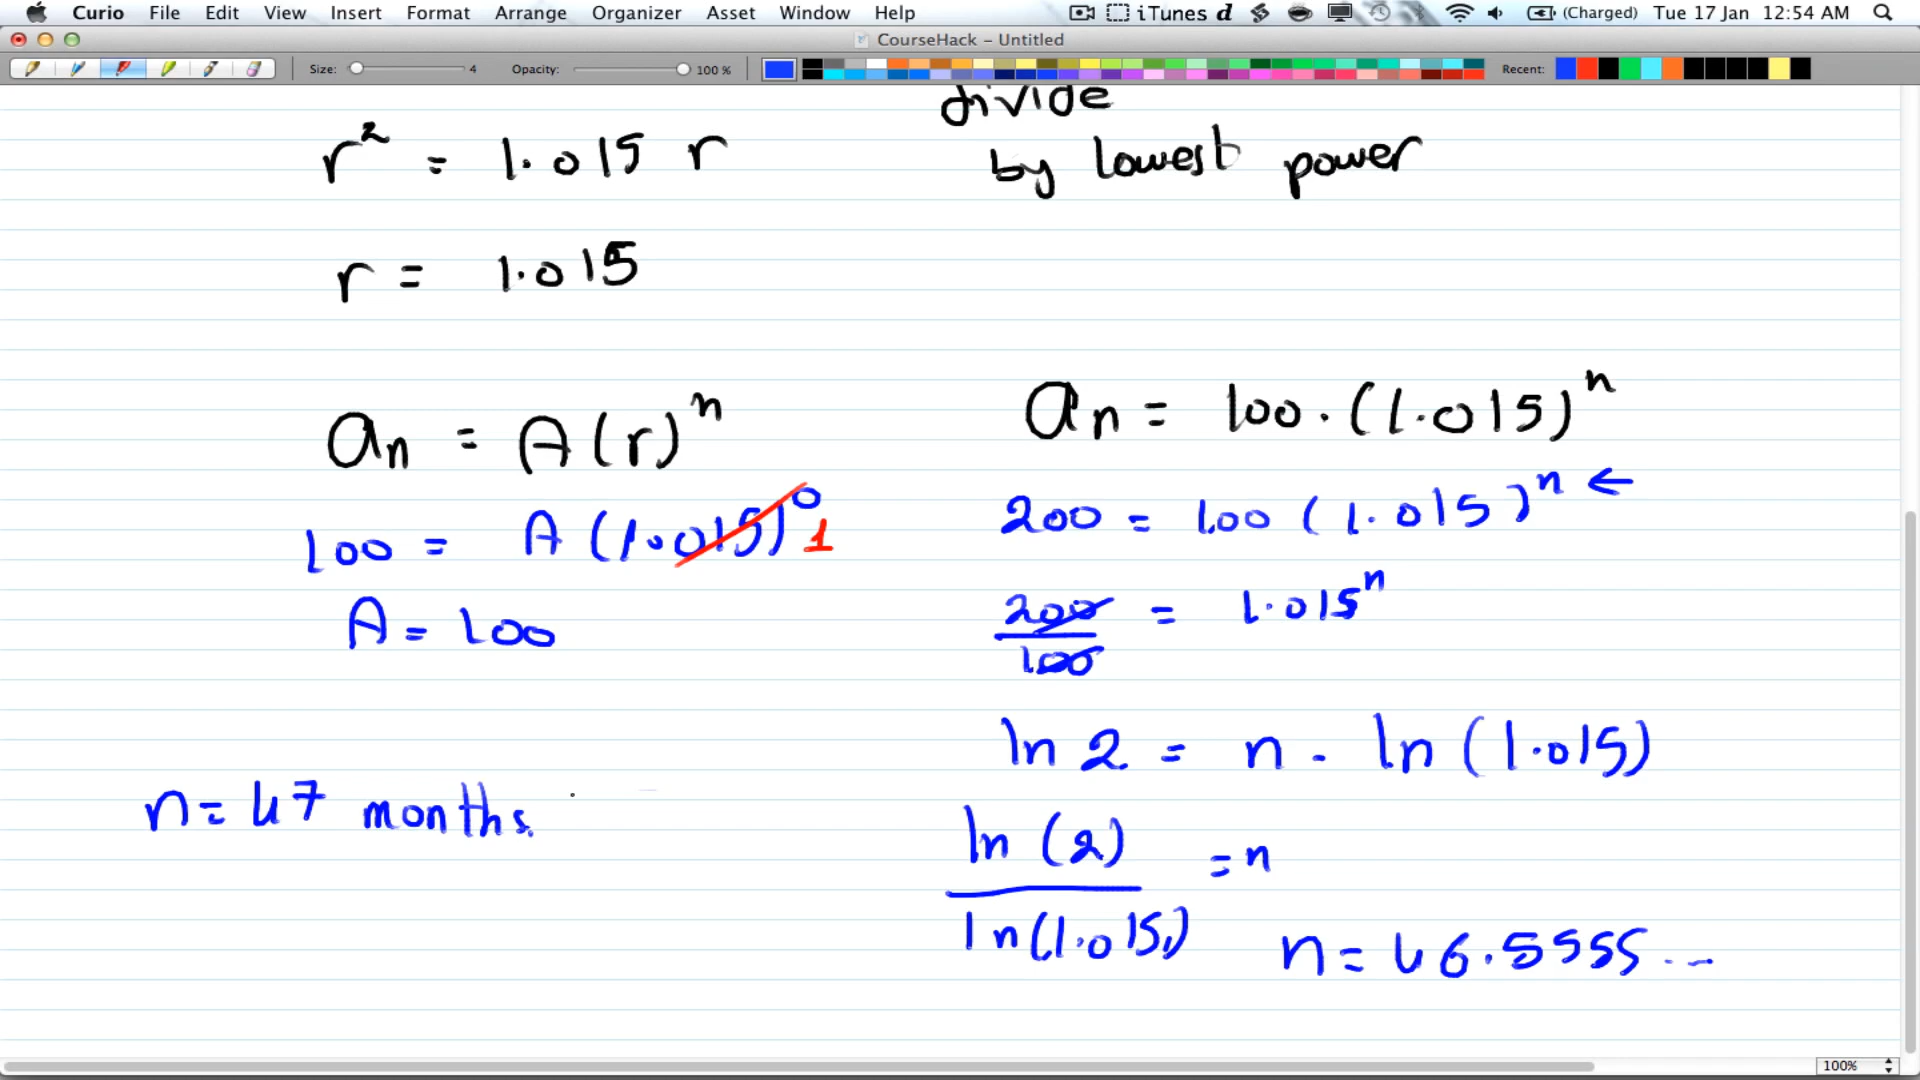 Curio File Edit View Insert Format Arrange Organizer Asset Window Help iTunes d (Charged) Tue 17 Jan 12:54 AM
CourseHack – Untitled
Size: 4 Opacity: 100 % Recent:
divide
by lowest power
r² = 1.015 r
r = 1.015
aₙ = A(r)ⁿ
100 = A(1.015)⁰ 1
A = 100
n = 47 months.
aₙ = 100 . (1.015)ⁿ
200 = 100 (1.015)ⁿ ←
200/100 = 1.015ⁿ
ln 2 = n . ln (1.015)
ln (2)/ln(1.015) = n
n = 46.5555...
100%